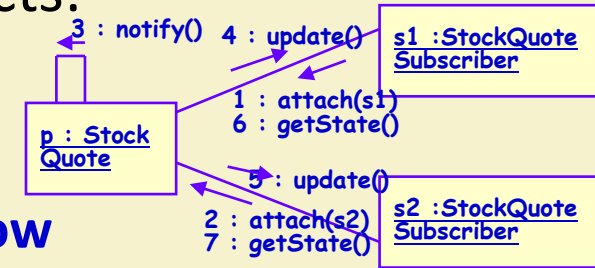 3 : notify()
4 : update()
s1 :StockQuote
Subscriber
1 : attach(s1)
6 : getState()
p : Stock
Quote
5 : update()
2 : attach(s2)
7 : getState()
s2 :StockQuote
Subscriber